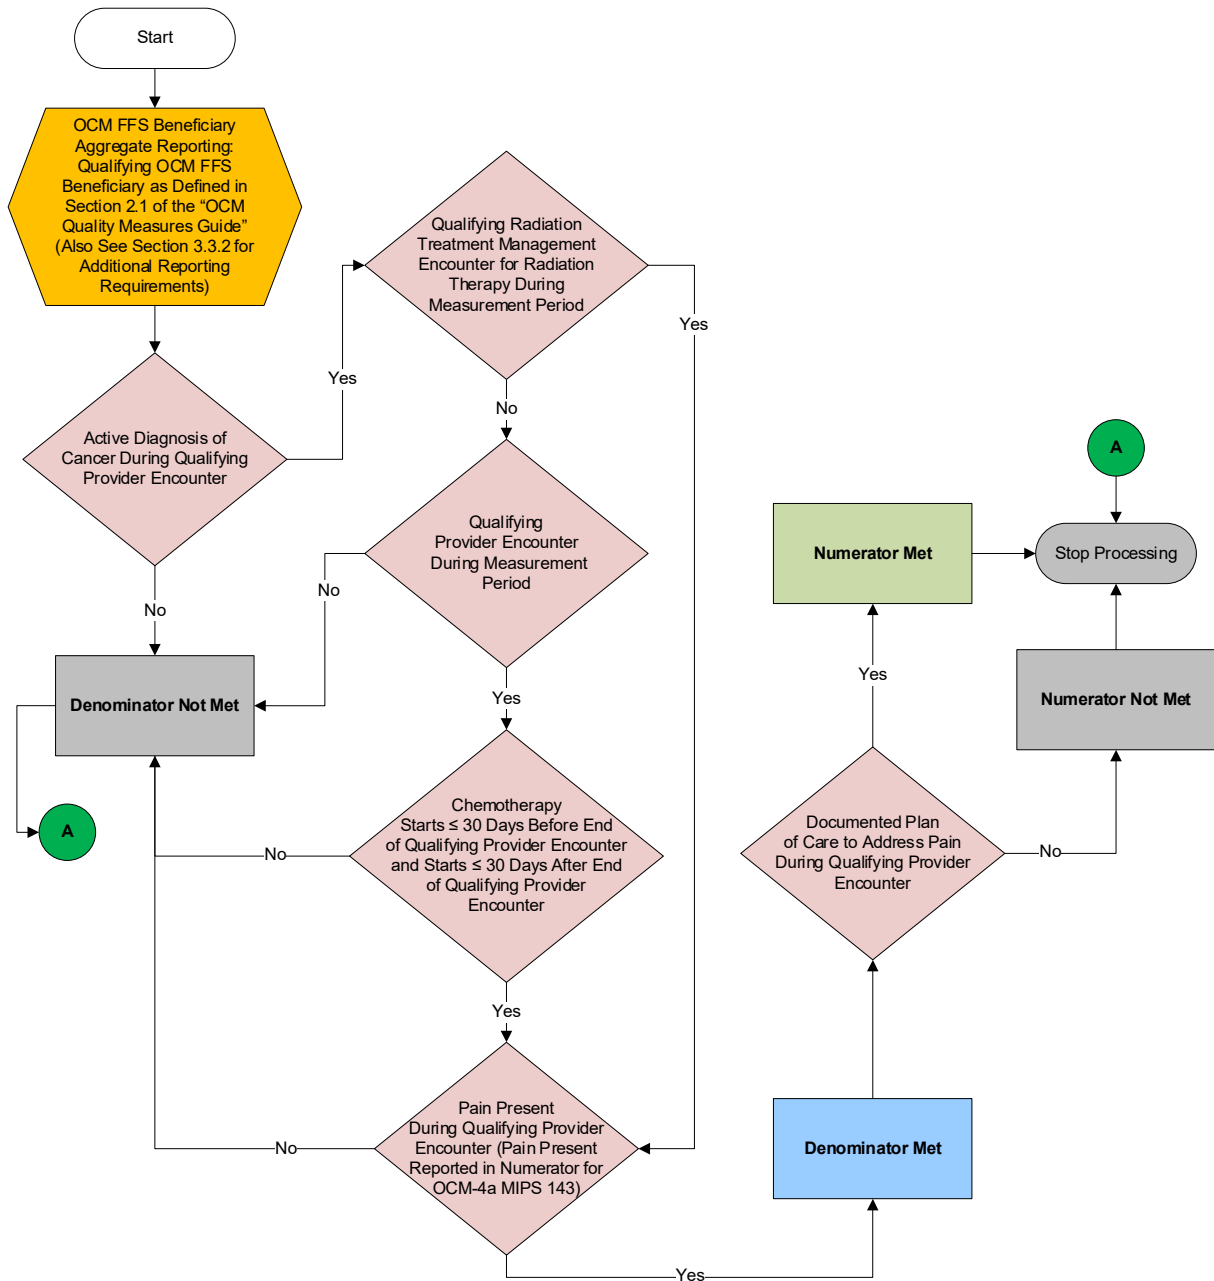 Start
OCM FFS Beneficiary
Aggregate Reporting:
Qualifying OCM FFS
Beneficiary as Defined in
Section 2.1 of the “OCM
Quality Measures Guide”
(Also See Section 3.3.2 for
Additional Reporting
Requirements)
Active Diagnosis of
Cancer During Qualifying
Provider Encounter
Yes
No
Denominator Not Met
A
Qualifying Radiation
Treatment Management
Encounter for Radiation
Therapy During
Measurement Period
Yes
No
Qualifying
Provider Encounter
During Measurement
Period
No
Yes
Chemotherapy
Starts ≤ 30 Days Before End
of Qualifying Provider Encounter
and Starts ≤ 30 Days After End
of Qualifying Provider
Encounter
No
Yes
Pain Present
During Qualifying Provider
Encounter (Pain Present
Reported in Numerator for
OCM-4a MIPS 143)
No
Yes
Denominator Met
Documented Plan
of Care to Address Pain
During Qualifying Provider
Encounter
Yes
No
Numerator Met
Numerator Not Met
Stop Processing
A